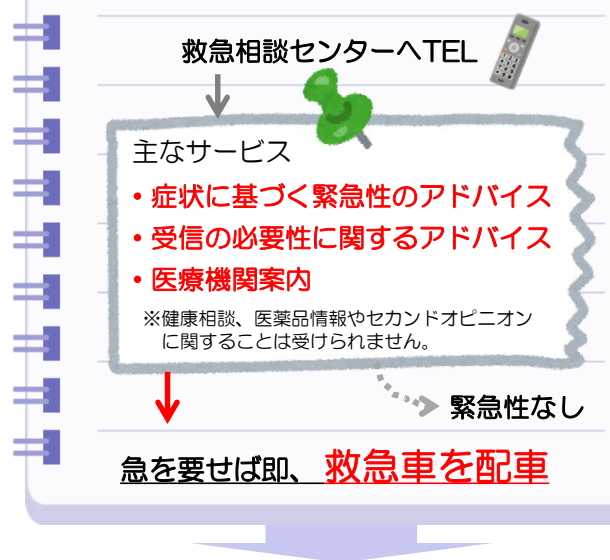 救急相談センターへTEL
主なサービス
・症状に基づく緊急性のアドバイス
・受信の必要性に関するアドバイス
・医療機関案内
※健康相談、医薬品情報やセカンドオピニオン
に関することは受けられません。
緊急性なし
急を要せば即、救急車を配車